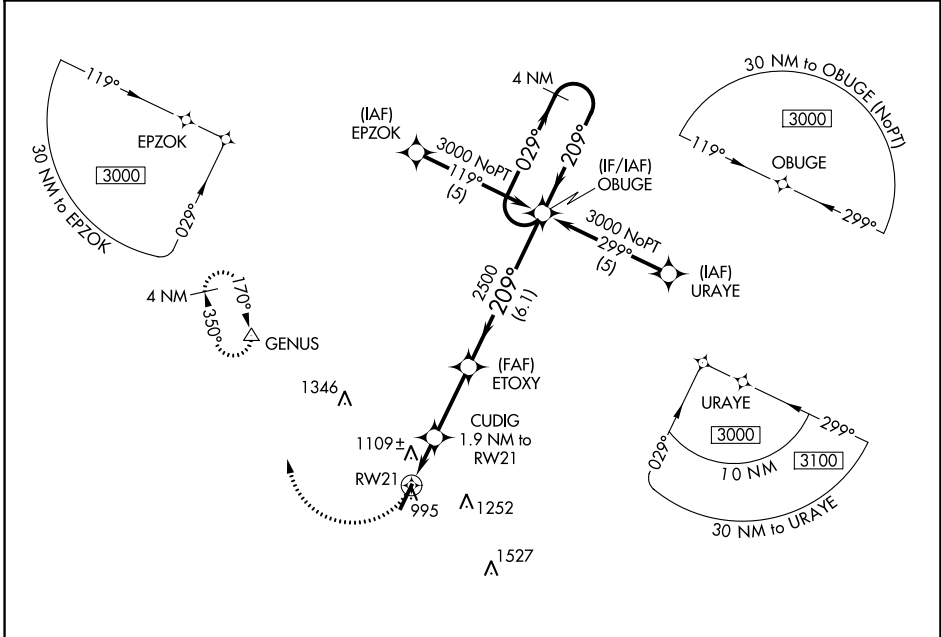 119°
EPZOK
3000
029°
30 NM to EPZOK
4 NM
170°
350°
GENUS
(IAF)
EPZOK
3000 NoPT
119°
(5)
4 NM
029°
209°
(IF/IAF)
OBUGE
3000 NoPT
299°
(5)
(IAF)
URAYE
2500
209°
(6.1)
(FAF)
ETOXY
CUDIG
1.9 NM to
RW21
1346
1109±
RW21
995
1252
1527
30 NM to OBUGE (NoPT)
3000
119°
OBUGE
299°
URAYE
299°
029°
3000
10 NM
3100
30 NM to URAYE